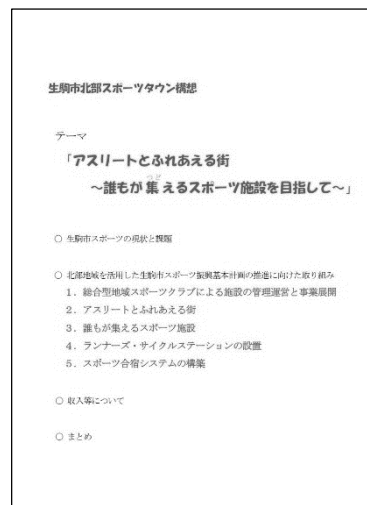 生駒市北部スポーツタウン構想
テーマ
「アスリートとふれあえる街
～誰もが集えるスポーツ施設を目指して～」
つど
○ 生駒市スポーツの現状と課題
○ 北部地域を活用した生駒市スポーツ振興基本計画の推進に向けた取り組み
1．総合型地域スポーツクラブによる施設の管理運営と事業展開
2．アスリートとふれあえる街
3．誰もが集えるスポーツ施設
4．ランナーズ・サイクルステーションの設置
5．スポーツ合宿システムの構築
○ 収入等について
○ まとめ